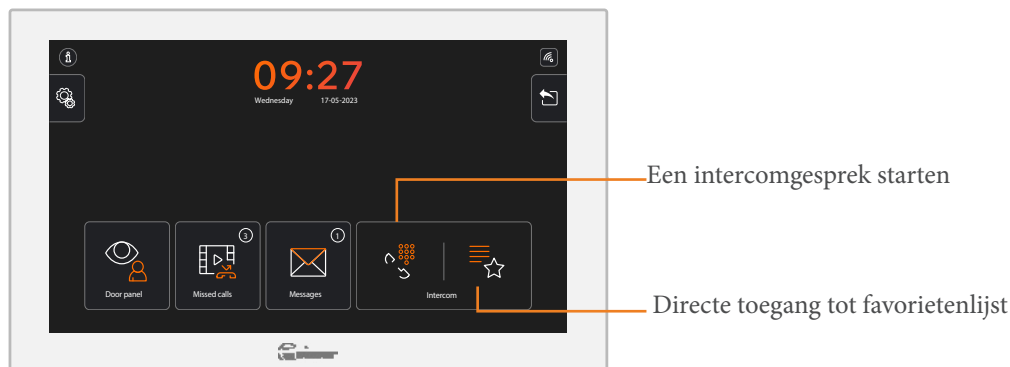 09:27
Wednesday 17-05-2023
Een intercomgesprek starten
3
1
Door panel
Missed calls
Messages
Intercom
Directe toegang tot favorietenlijst